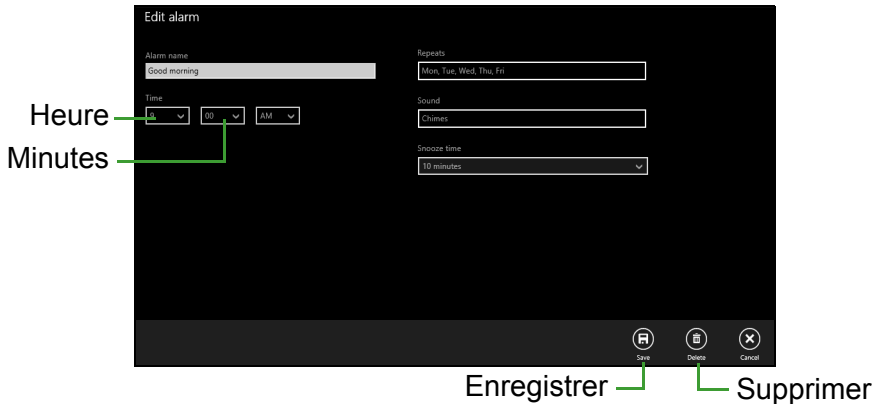 Edit alarm
Alarm name
Good morning
Time
9 00 AM
Repeats
Mon, Tue, Wed, Thu, Fri
Sound
Chimes
Snooze time
10 minutes
Heure
Minutes
Save Delete Cancel
Enregistrer Supprimer